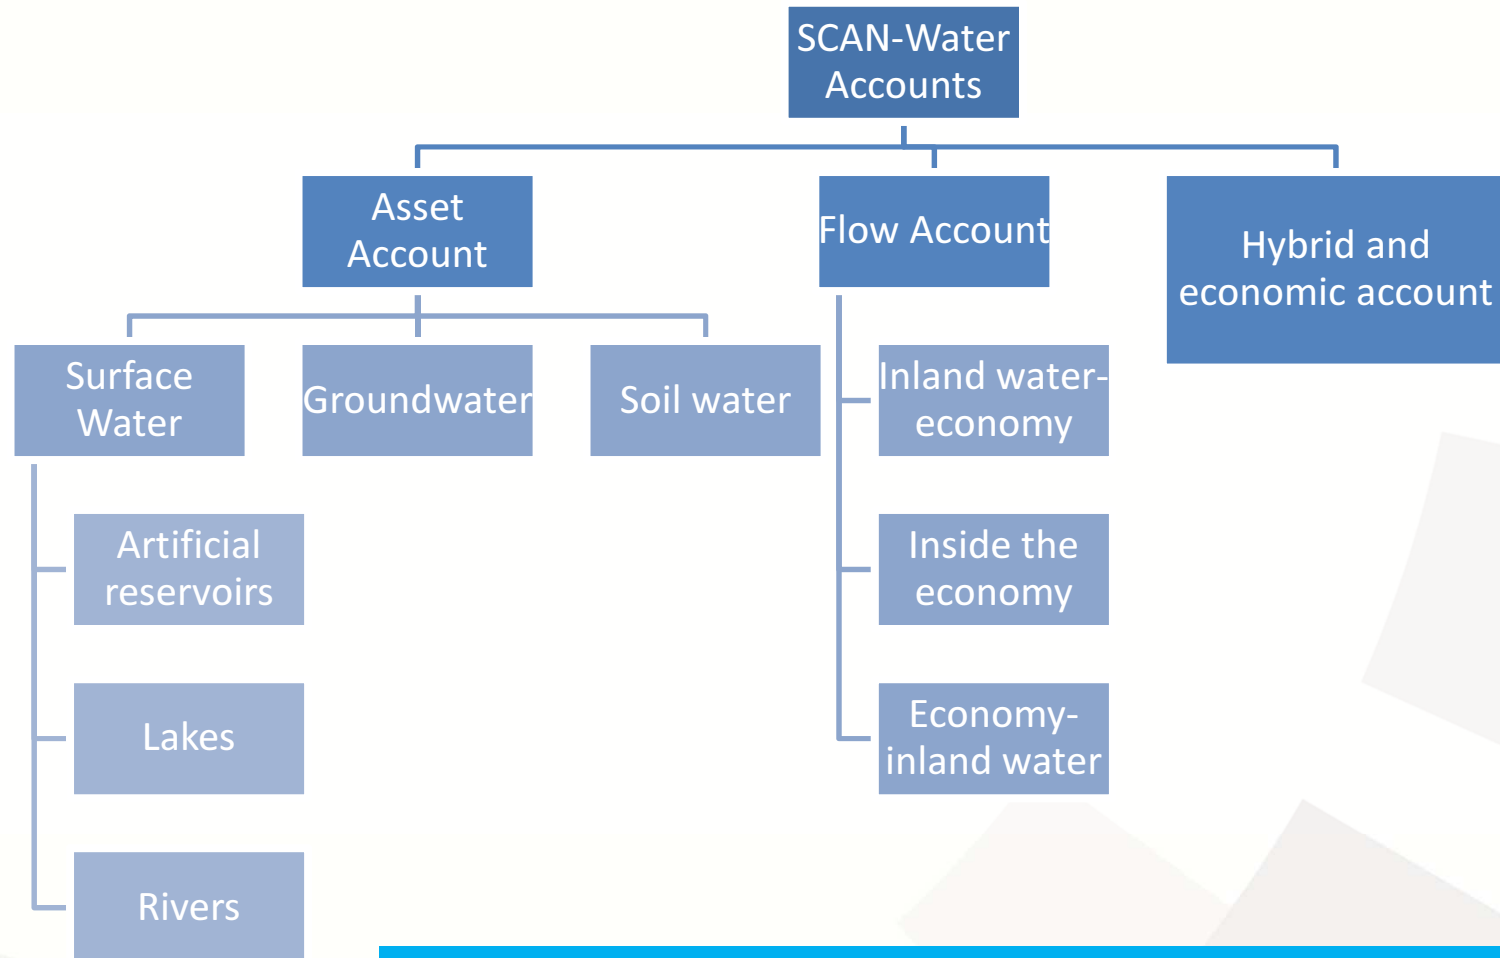 SCAN-Water
Accounts
Asset
Account
Flow Account
Hybrid and
economic account
Surface
Water
Groundwater
Soil water
Inland water-
economy
Artificial
reservoirs
Inside the
economy
Lakes
Economy-
inland water
Rivers